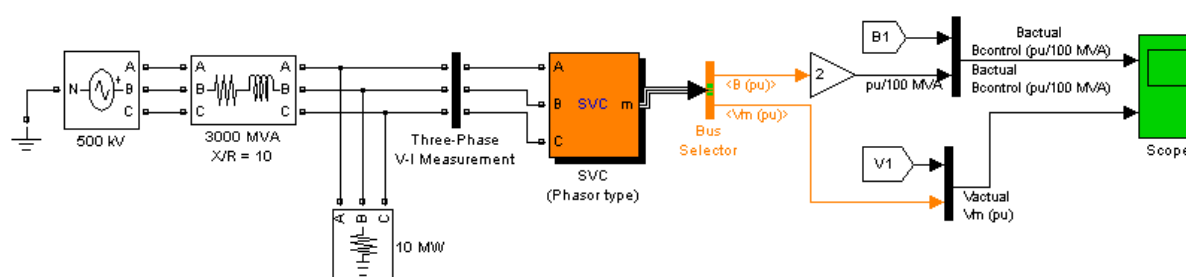 N
A
B
C
500 kV
A
B
C
A
B
C
3000 MVA
X/R = 10
A
B
C
10 MW
Three-Phase
V-I Measurement
A
B
C
SVC
m
SVC
(Phasor type)
<B (pu)>
<Vm (pu)>
Bus
Selector
2
pu/100 MVA
B1
Bactual
Bcontrol (pu/100 MVA)
Bactual
Bcontrol (pu/100 MVA)
V1
Vactual
Vm (pu)
Scope